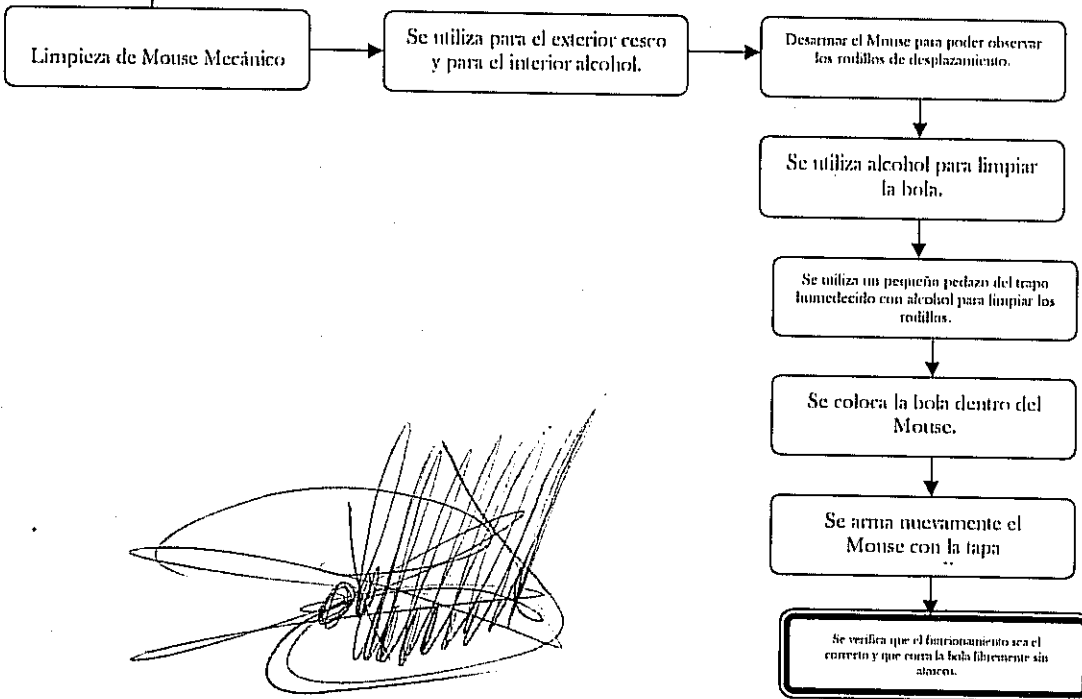 Limpieza de Mouse Mecánico
Se utiliza para el exterior cesco
y para el interior alcohol.
Desarmar el Mouse para poder observar
los rodillos de desplazamiento.
Se utiliza alcohol para limpiar
la bola.
Se utiliza un pequeño pedazo del trapo
humedecido con alcohol para limpiar los
rodillos.
Se coloca la bola dentro del
Mouse.
Se arma nuevamente el
Mouse con la tapa
Se verifica que el funcionamiento sea el
correcto y que corra la bola libremente sin